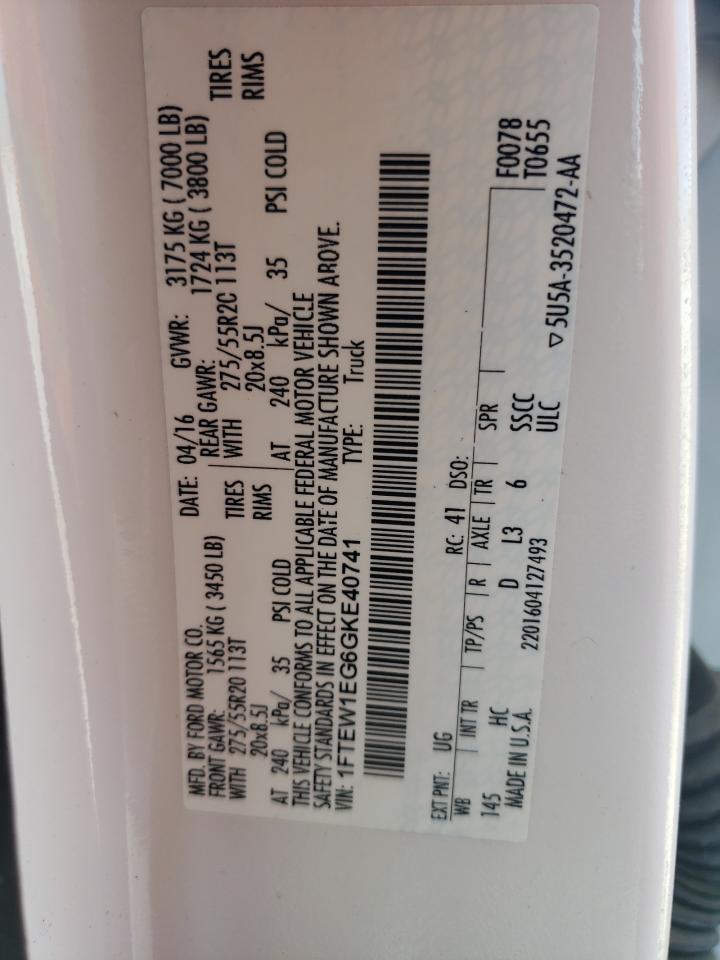 MFD. BY FORD MOTOR CO.
DATE: 04/16 GVWR: 3175 KG ( 7000 LB)
FRONT GAWR: 1565 KG ( 3450 LB)
REAR GAWR: 1724 KG ( 3800 LB)
WITH 275/55R20 113T TIRES
WITH 275/55R20 113T TIRES
20x8.5J RIMS
20x8.5J RIMS
AT 240 kPa/ 35 PSI COLD
AT 240 kPa/ 35 PSI COLD
THIS VEHICLE CONFORMS TO ALL APPLICABLE FEDERAL MOTOR VEHICLE
SAFETY STANDARDS IN EFFECT ON THE DATE OF MANUFACTURE SHOWN ABOVE.
VIN: 1FTEW1EG6GKE40741 TYPE: Truck
EXT PNT: UG RC: 41 DSO:
F0078
T0655
WB INT TR TP/PS R AXLE TR SPR
145 HC D L3 6 SSCC
MADE IN U.S.A. 2201604127493 ULC
▽5U5A-3520472-AA